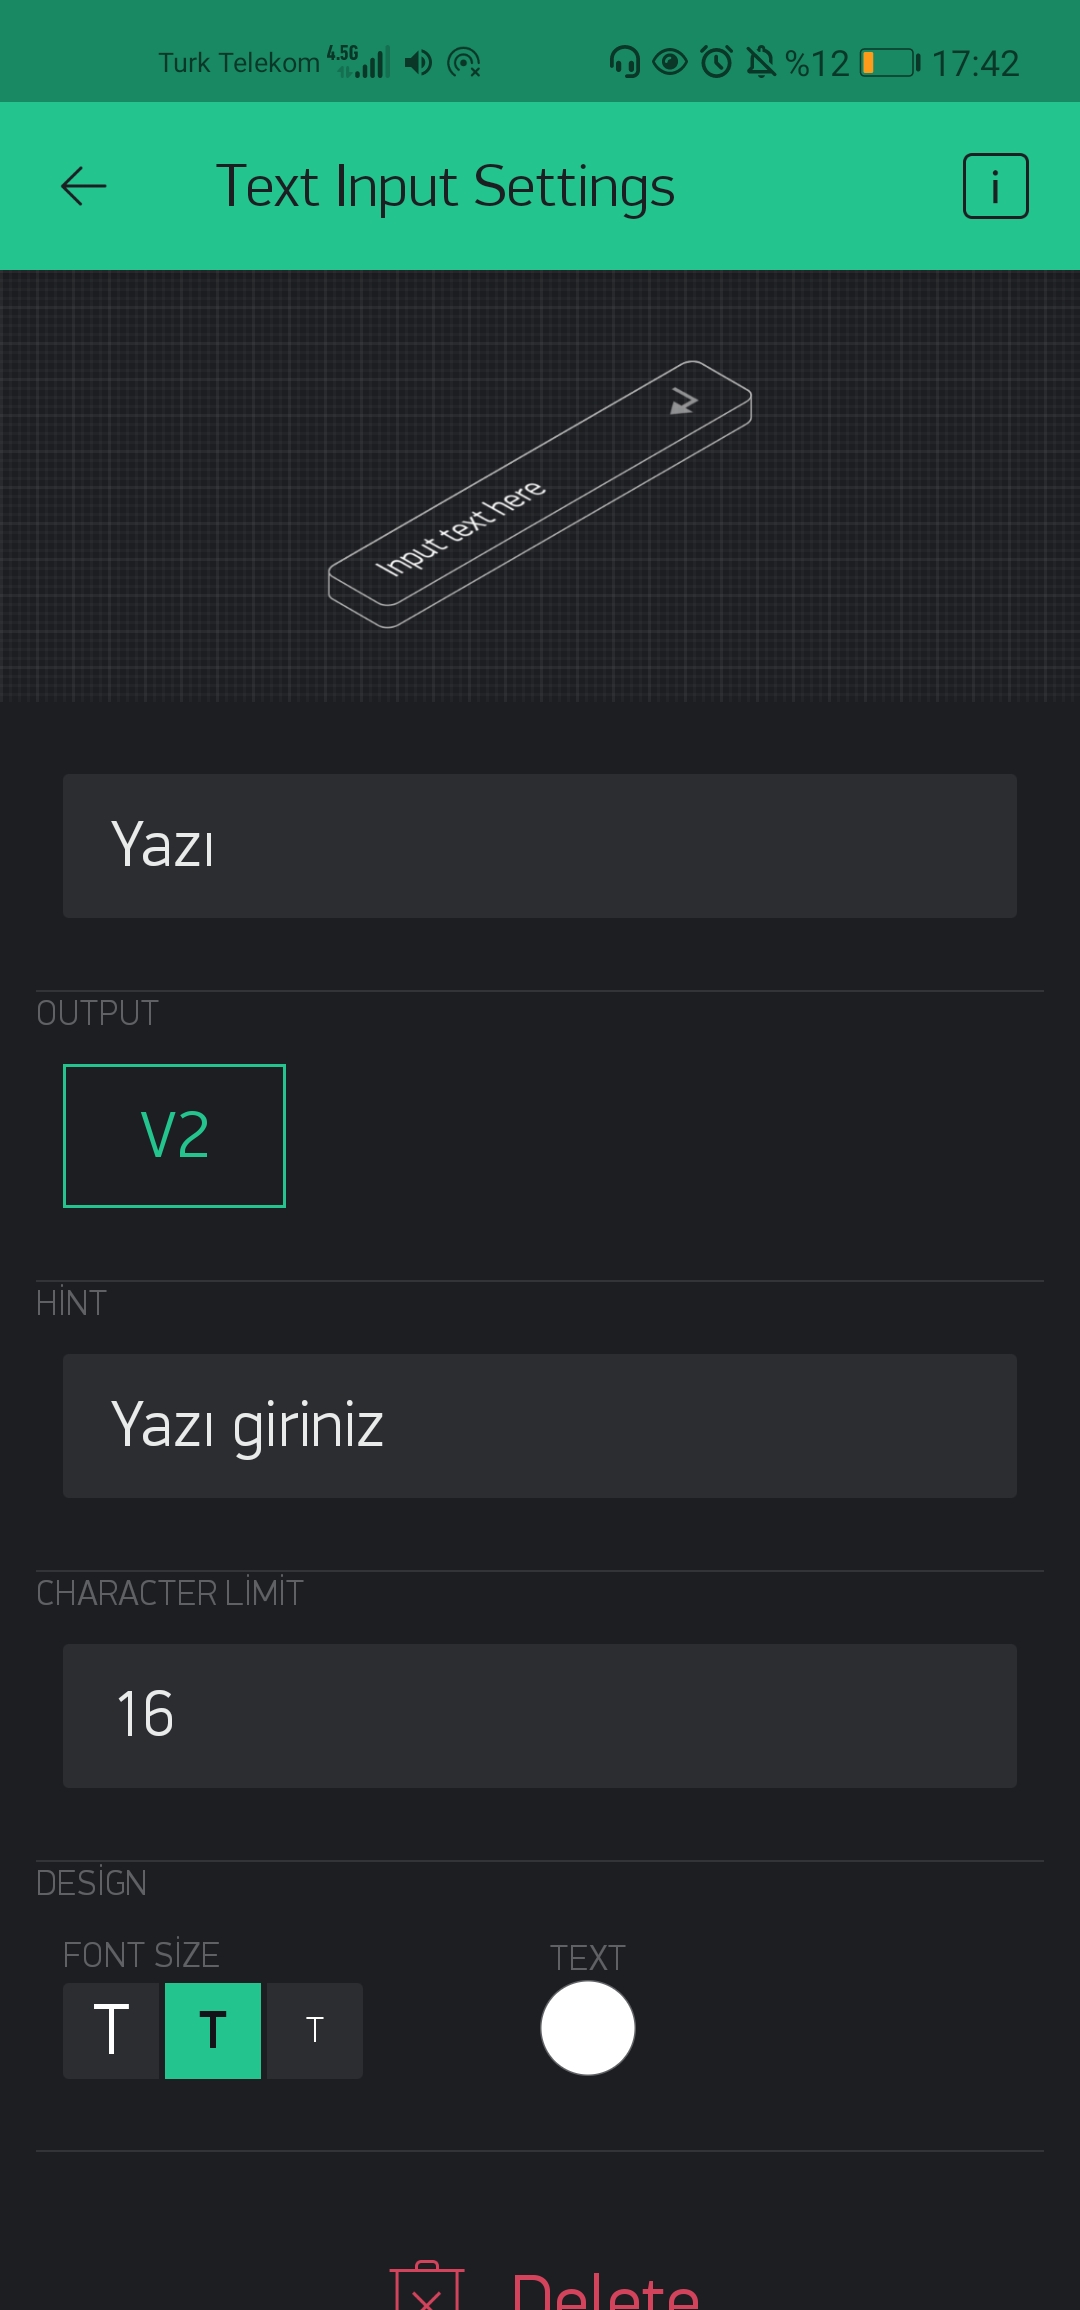 Turk Telekom 4.5G %12 17:42
Text Input Settings i
Input text here
Yazı
OUTPUT
V2
HİNT
Yazı giriniz
CHARACTER LİMİT
16
DESİGN
FONT SİZE TEXT
T T T
Delete